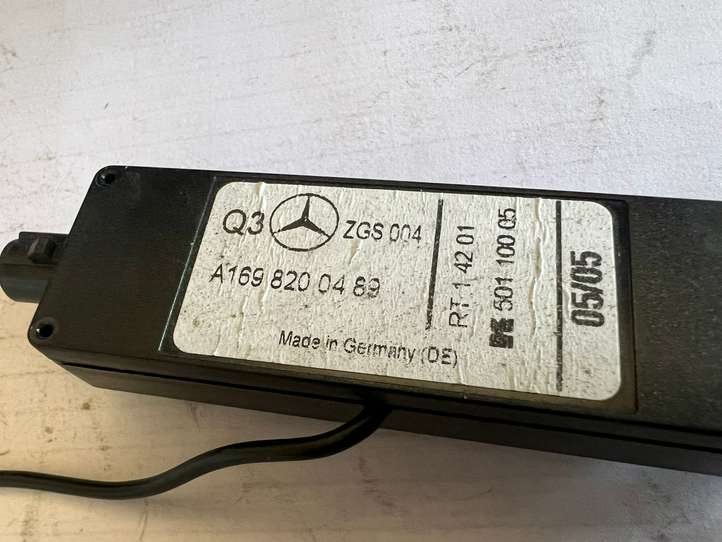 Q3 ZGS 004
A169 820 04 89
Made in Germany (DE)
RT 1 42 01
501 100 05
05/05